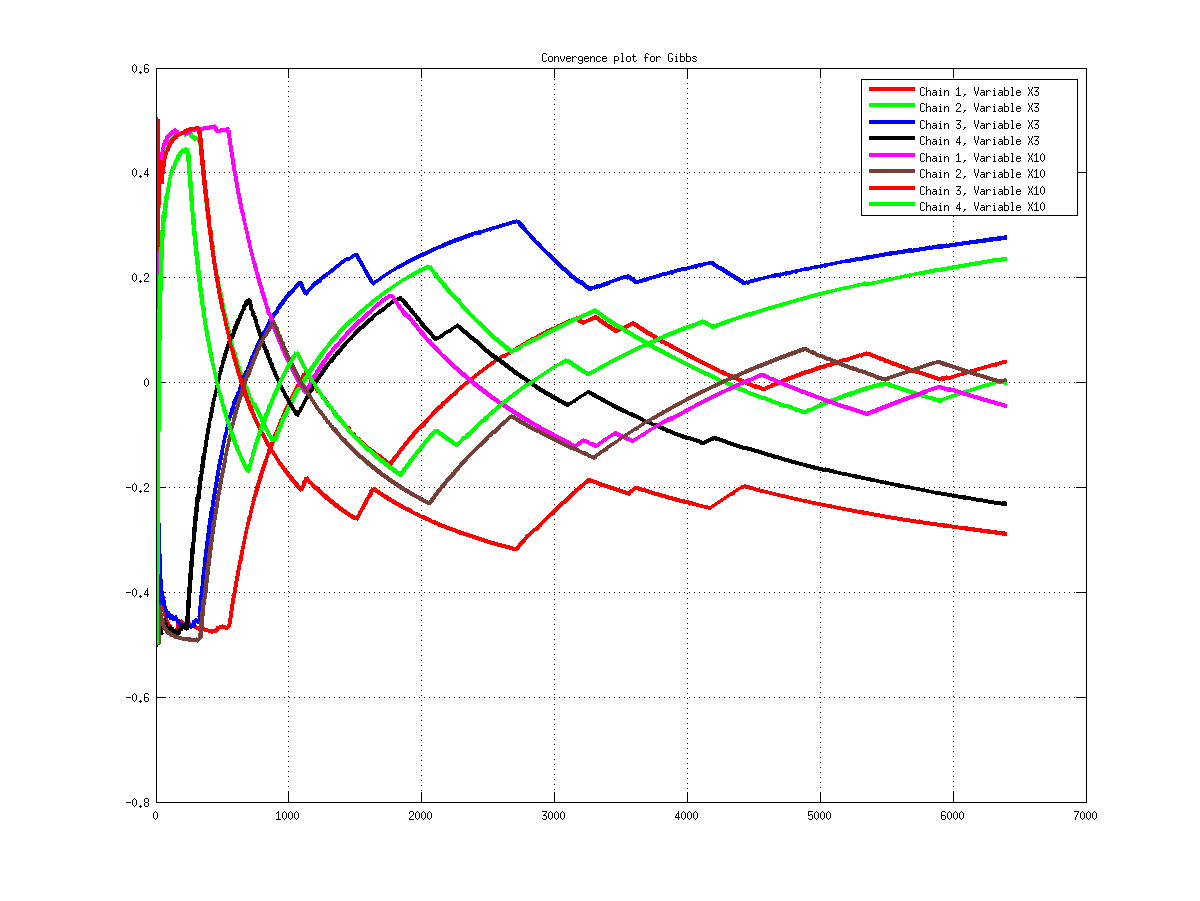 Convergence plot for Gibbs
0.6
0.4
0.2
0
-0.2
-0.4
-0.6
-0.8
Chain 1, Variable X3
Chain 2, Variable X3
Chain 3, Variable X3
Chain 4, Variable X3
Chain 1, Variable X10
Chain 2, Variable X10
Chain 3, Variable X10
Chain 4, Variable X10
0 1000 2000 3000 4000 5000 6000 7000